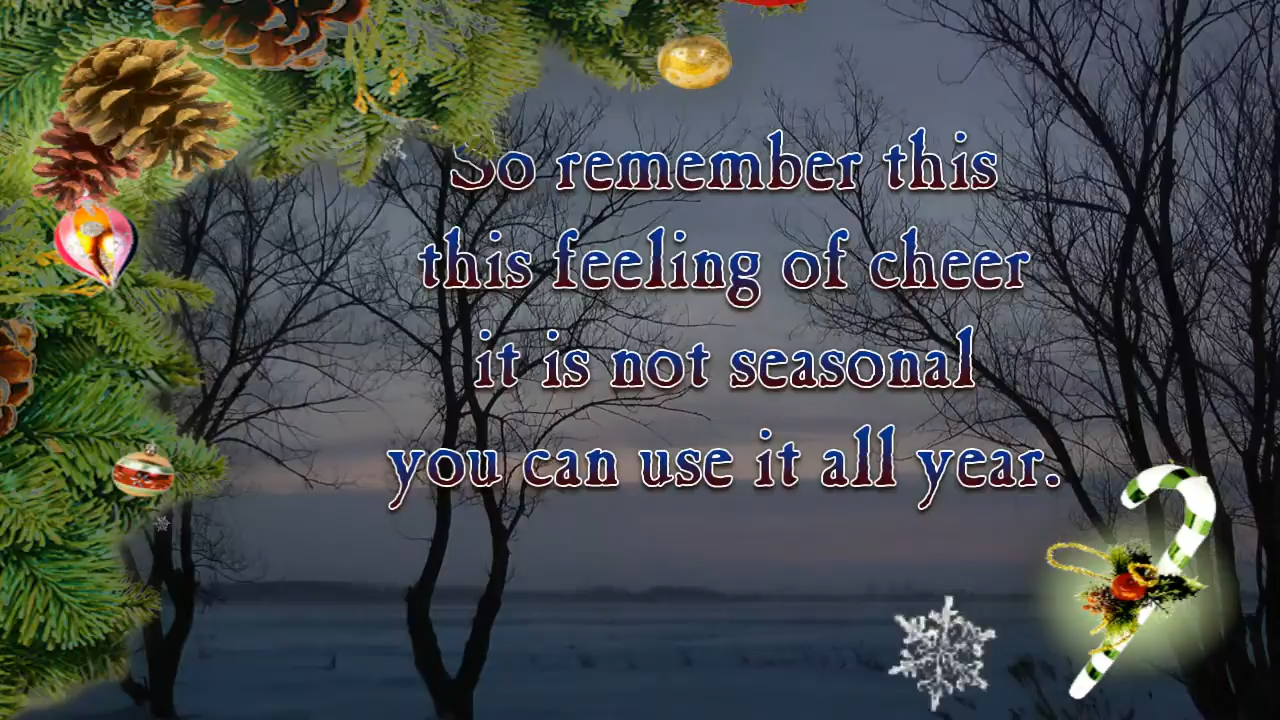 So remember this
this feeling of cheer
it is not seasonal
you can use it all year.